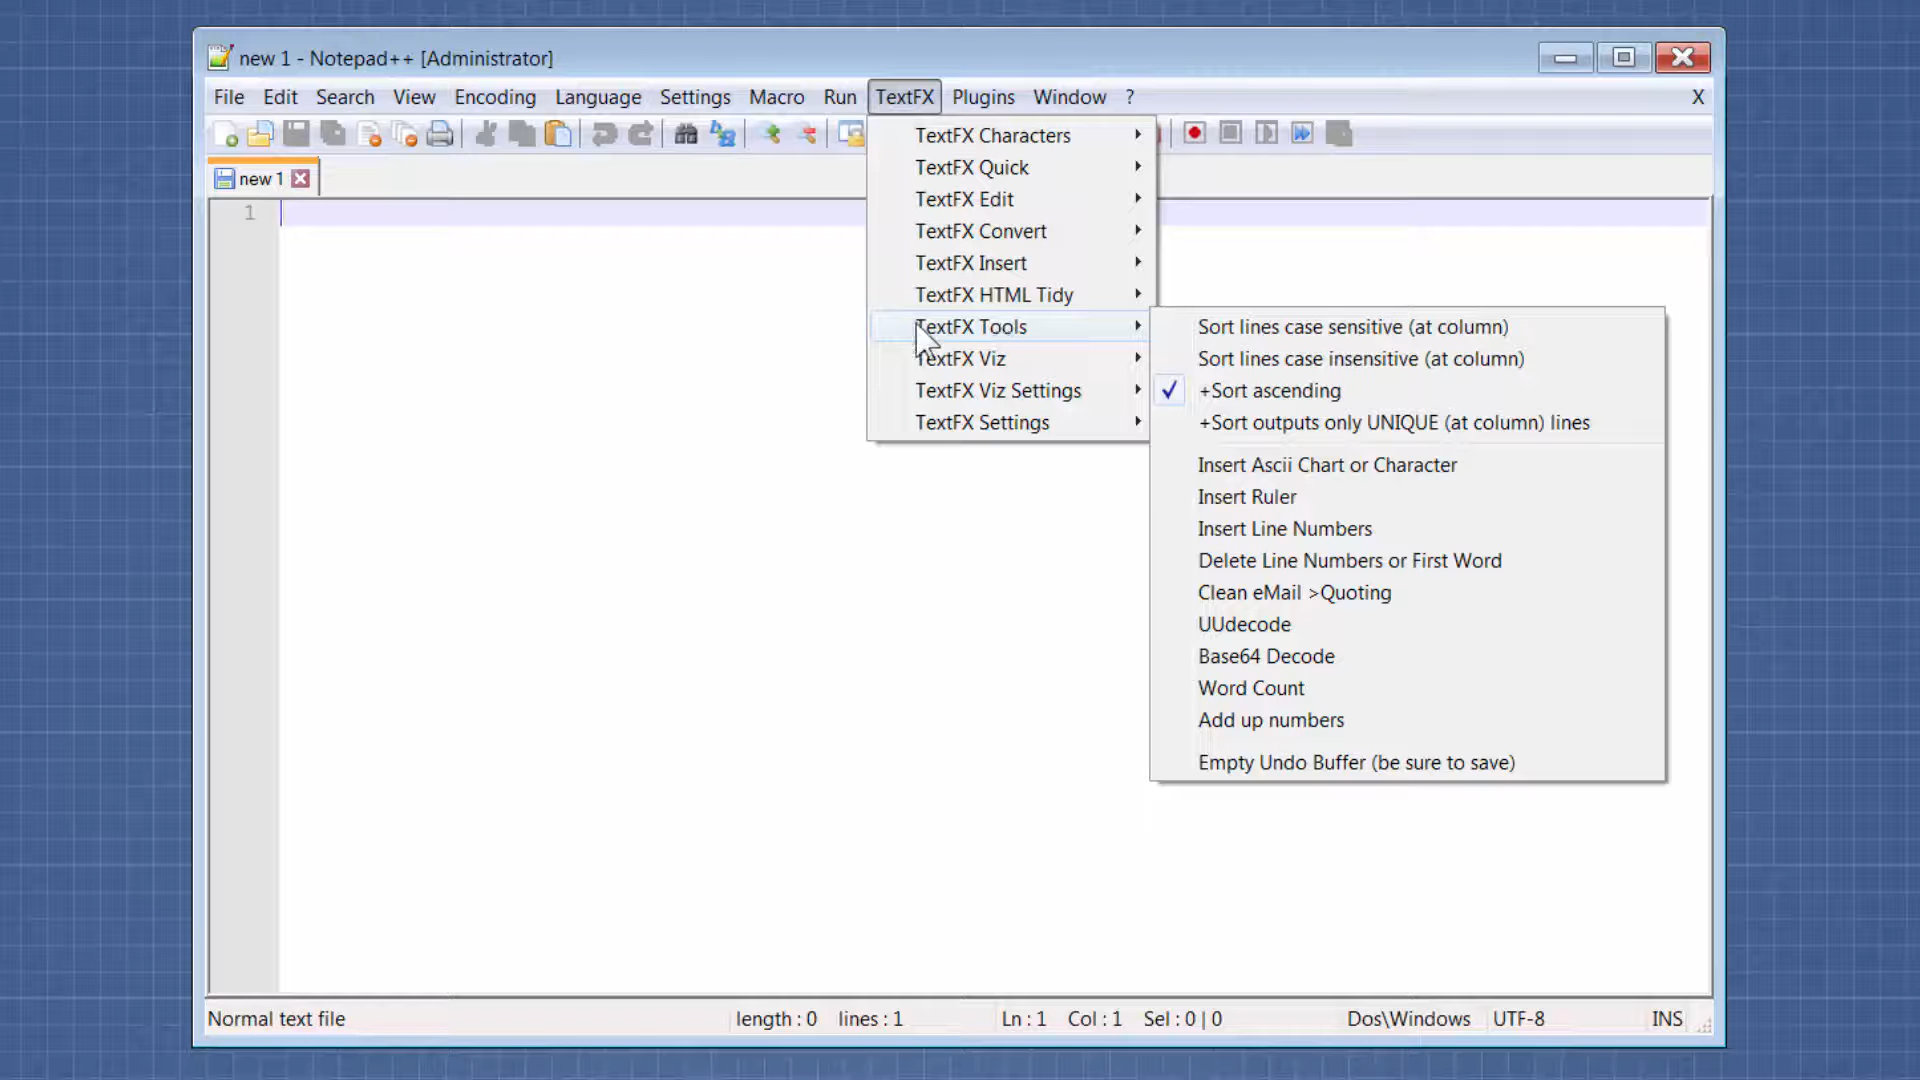 new 1 - Notepad++ [Administrator]
File Edit Search View Encoding Language Settings Macro Run TextFX Plugins Window ? X
new 1
1
TextFX Characters
TextFX Quick
TextFX Edit
TextFX Convert
TextFX Insert
TextFX HTML Tidy
TextFX Tools
TextFX Viz
TextFX Viz Settings
TextFX Settings
Sort lines case sensitive (at column)
Sort lines case insensitive (at column)
+Sort ascending
+Sort outputs only UNIQUE (at column) lines
Insert Ascii Chart or Character
Insert Ruler
Insert Line Numbers
Delete Line Numbers or First Word
Clean eMail >Quoting
UUdecode
Base64 Decode
Word Count
Add up numbers
Empty Undo Buffer (be sure to save)
Normal text file length : 0 lines : 1 Ln : 1 Col : 1 Sel : 0 | 0 Dos\Windows UTF-8 INS